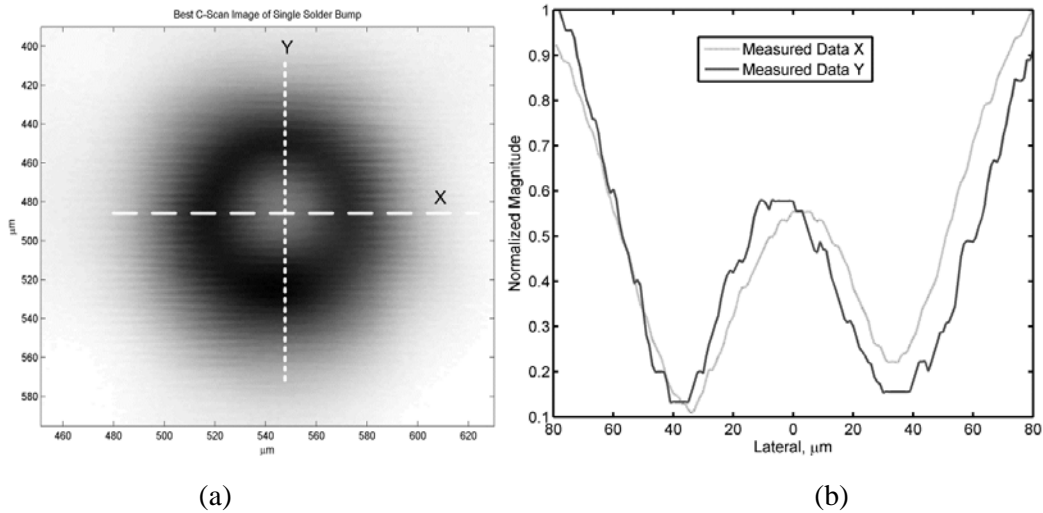 Best C-Scan Image of Single Solder Bump
400
420
440
460
480
500
520
540
560
580
μm
Y
X
460 480 500 520 540 560 580 600 620
μm
1
0.9
0.8
0.7
0.6
0.5
0.4
0.3
0.2
0.1
Normalized Magnitude
Measured Data X
Measured Data Y
80 60 40 20 0 20 40 60 80
Lateral, μm
(a) (b)